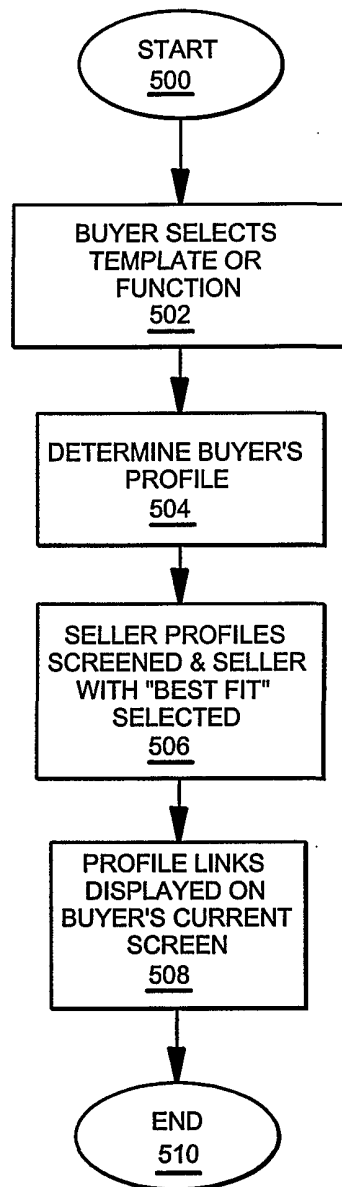 START
500
BUYER SELECTS
TEMPLATE OR
FUNCTION
502
DETERMINE BUYER'S
PROFILE
504
SELLER PROFILES
SCREENED & SELLER
WITH "BEST FIT"
SELECTED
506
PROFILE LINKS
DISPLAYED ON
BUYER'S CURRENT
SCREEN
508
END
510